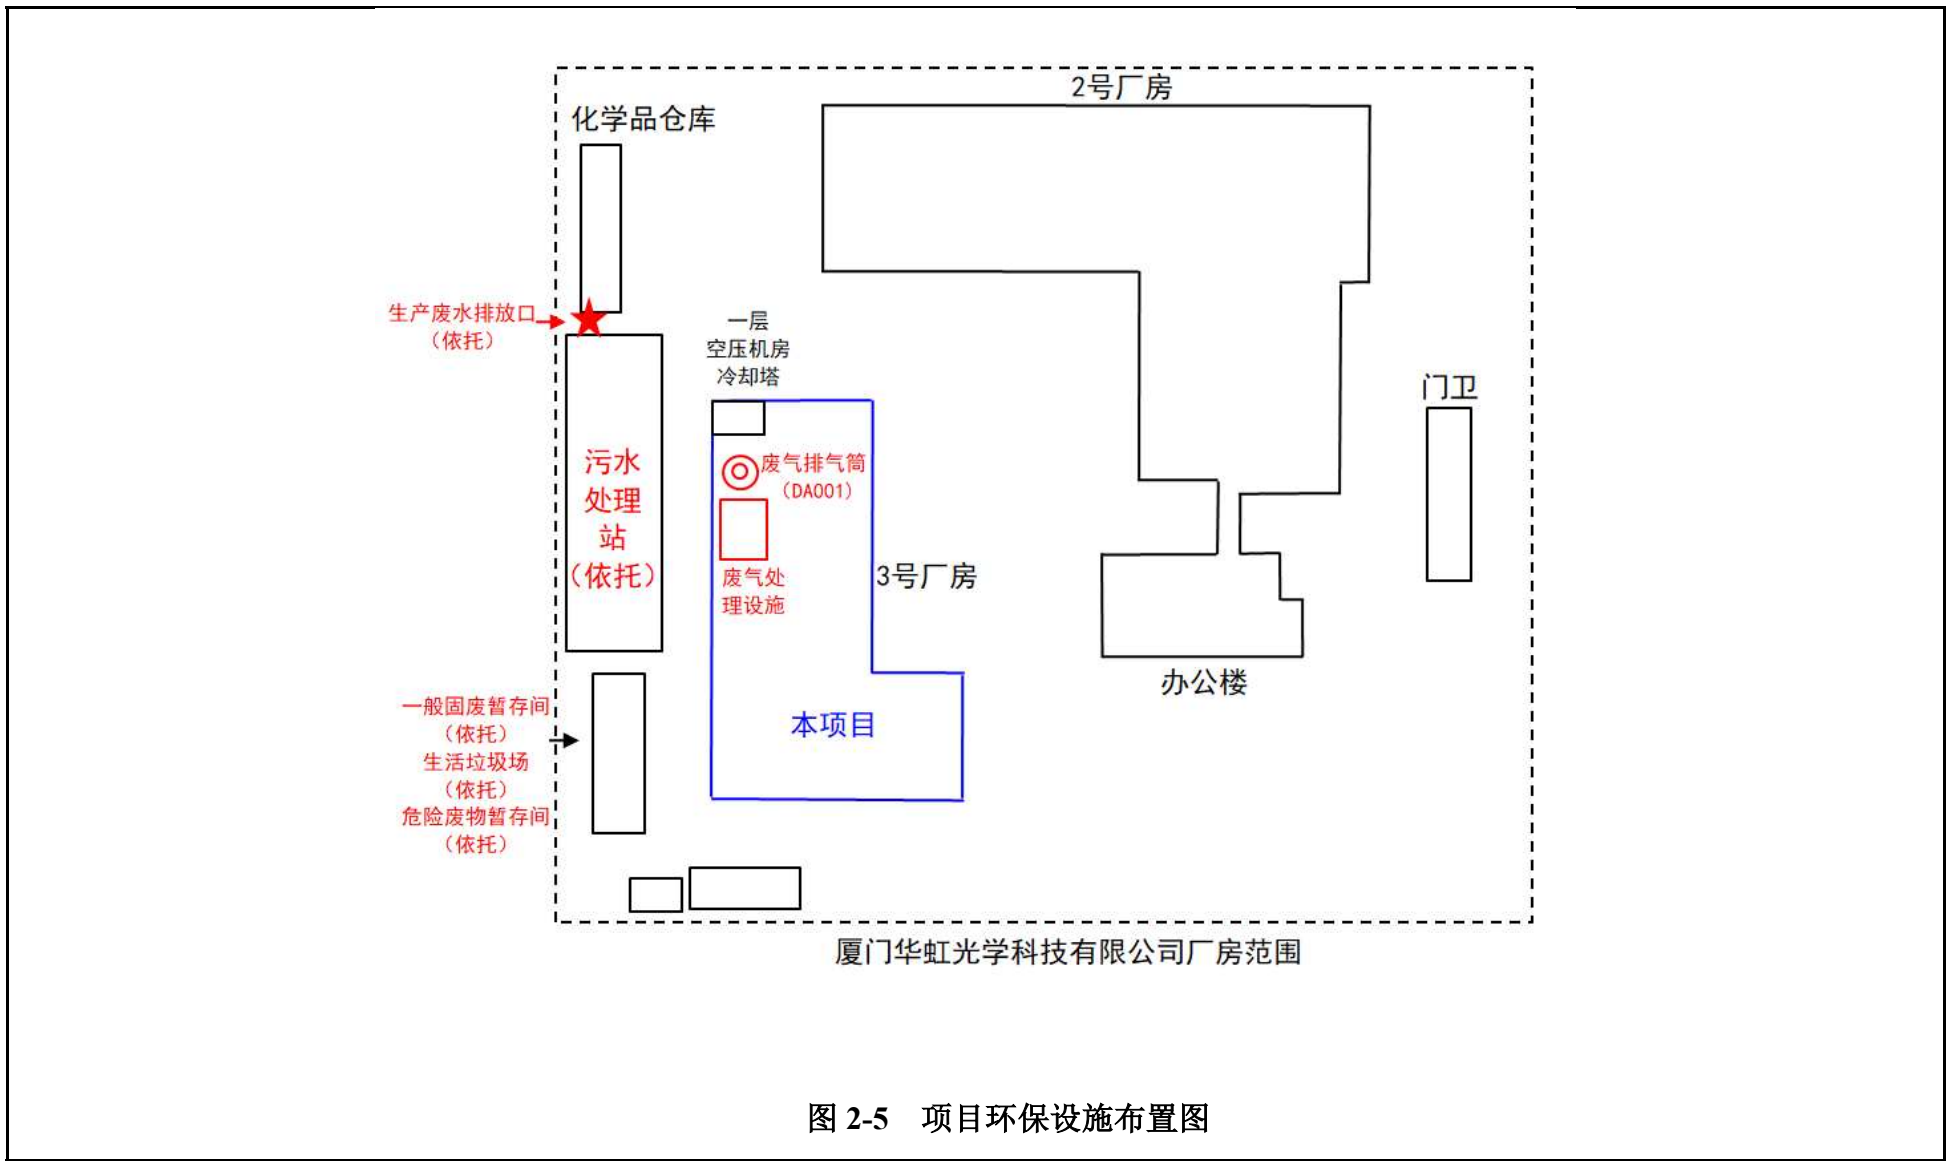 2号厂房
化学品仓库
生产废水排放口
（依托）
一层
空压机房
冷却塔
门卫
污水
处理
站
（依托）
废气排气筒
（DA001）
废气处
理设施
3号厂房
办公楼
一般固废暂存间
（依托）
生活垃圾场
（依托）
危险废物暂存间
（依托）
本项目
厦门华虹光学科技有限公司厂房范围
图 2-5 项目环保设施布置图